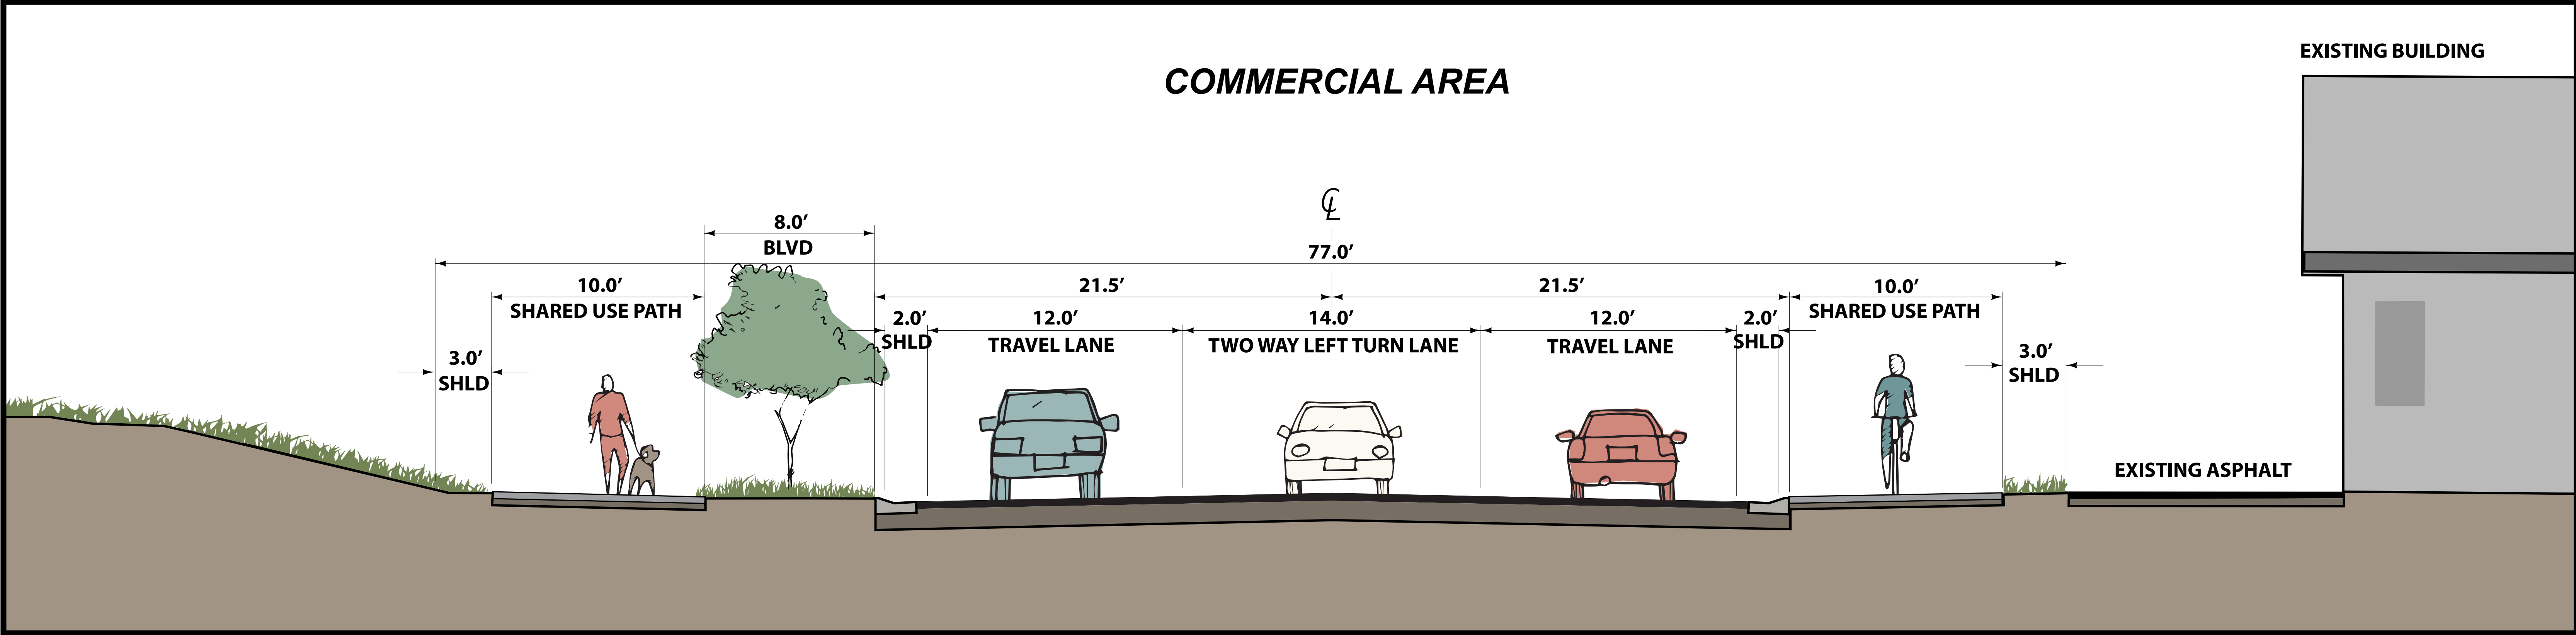 COMMERCIAL AREA
EXISTING BUILDING
℄
77.0’
8.0’
BLVD
10.0’
SHARED USE PATH
21.5’
21.5’
10.0’
SHARED USE PATH
2.0’
SHLD
12.0’
TRAVEL LANE
14.0’
TWO WAY LEFT TURN LANE
12.0’
TRAVEL LANE
2.0’
SHLD
3.0’
SHLD
3.0’
SHLD
EXISTING ASPHALT